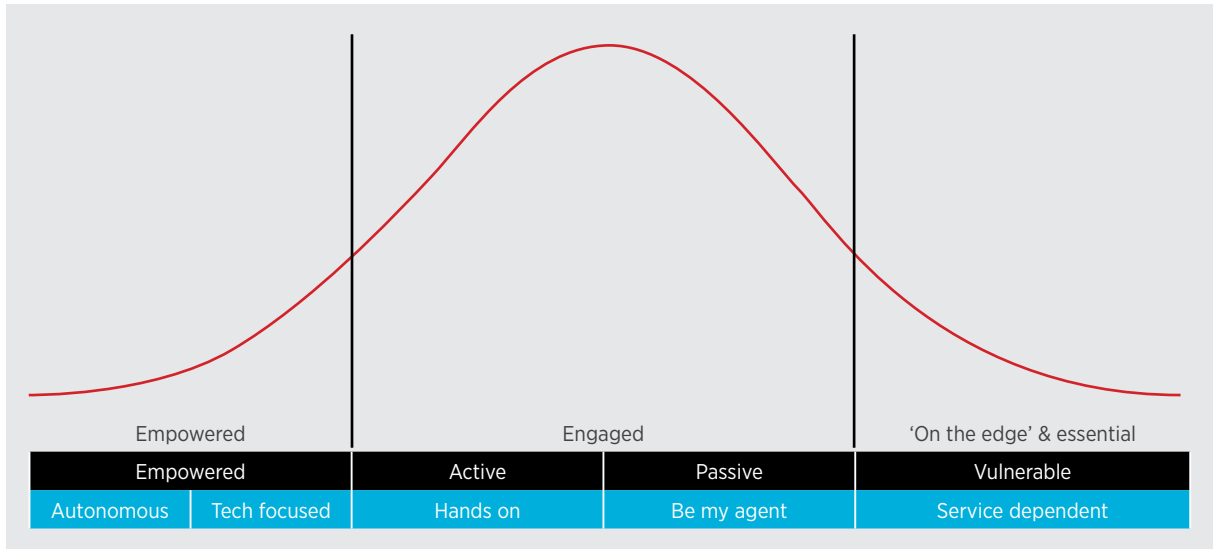 Empowered Engaged ‘On the edge’ & essential
Empowered Active Passive Vulnerable
Autonomous Tech focused Hands on Be my agent Service dependent